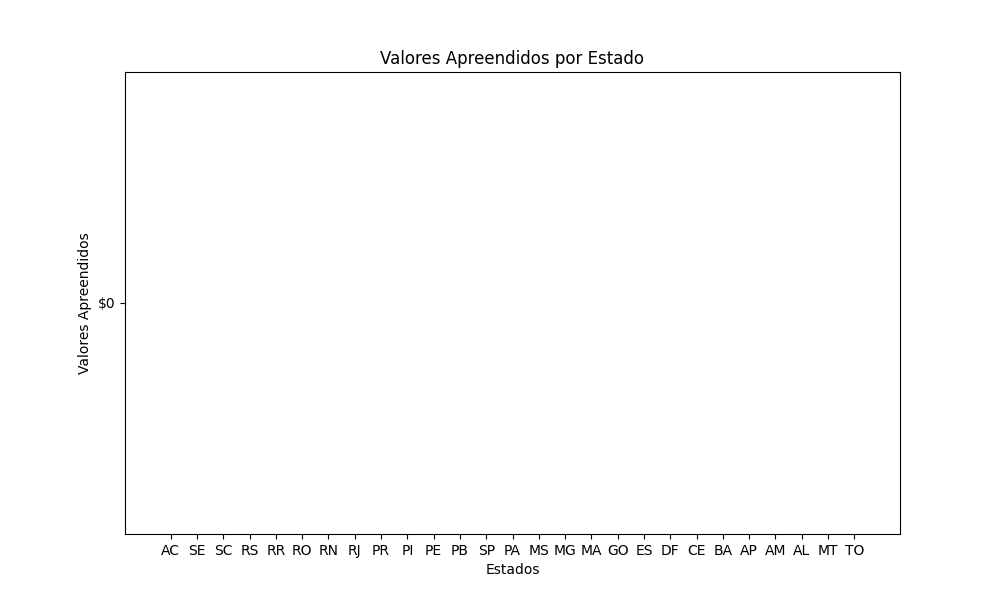 Valores Apreendidos por Estado
Valores Apreendidos
$0
AC SE SC RS RR RO RN RJ PR PI PE PB SP PA MS MG MA GO ES DF CE BA AP AM AL MT TO
Estados